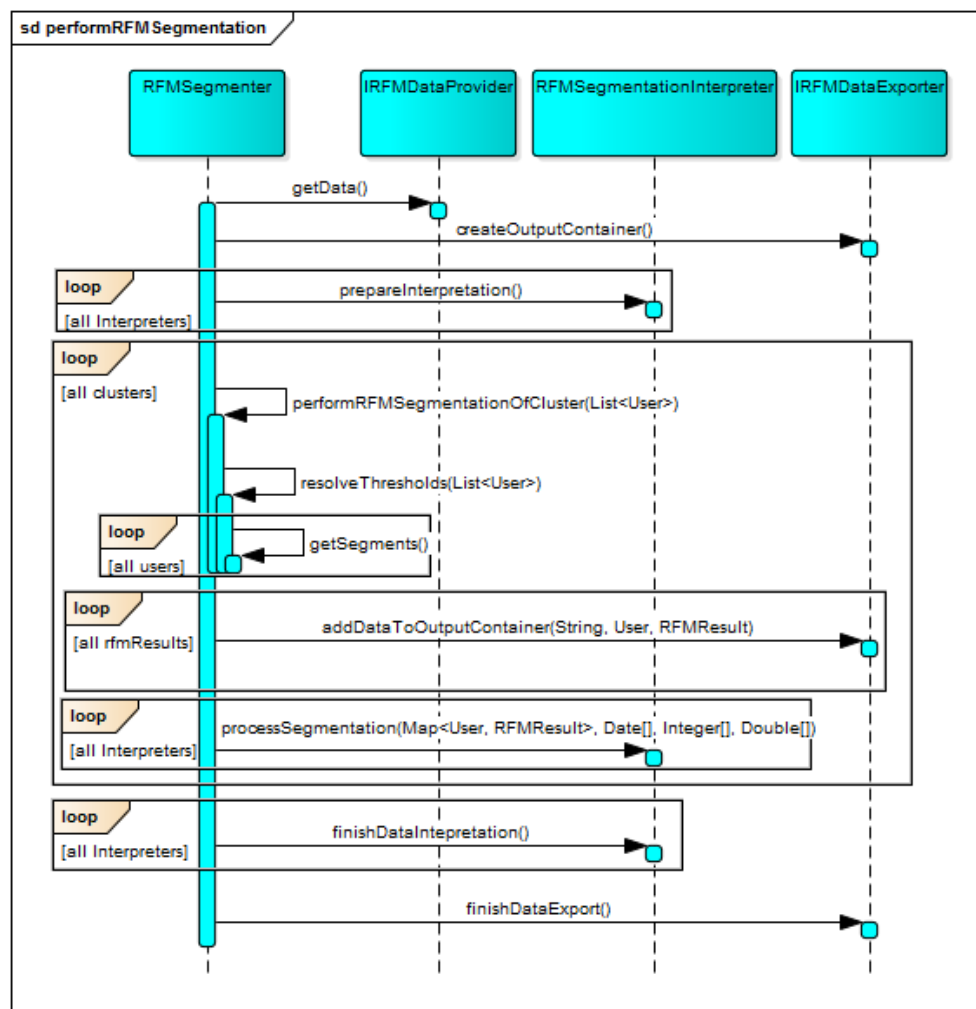 sd performRFMSegmentation
RFMSegmenter
IRFMDataProvider
RFMSegmentationInterpreter
IRFMDataExporter
getData()
createOutputContainer()
loop
prepareInterpretation()
[all Interpreters]
loop
[all clusters]
performRFMSegmentationOfCluster(List<User>)
resolveThresholds(List<User>)
loop
getSegments()
[all users]
loop
addDataToOutputContainer(String, User, RFMResult)
[all rfmResults]
loop
processSegmentation(Map<User, RFMResult>, Date[], Integer[], Double[])
[all Interpreters]
loop
finishDataIntepretation()
[all Interpreters]
finishDataExport()